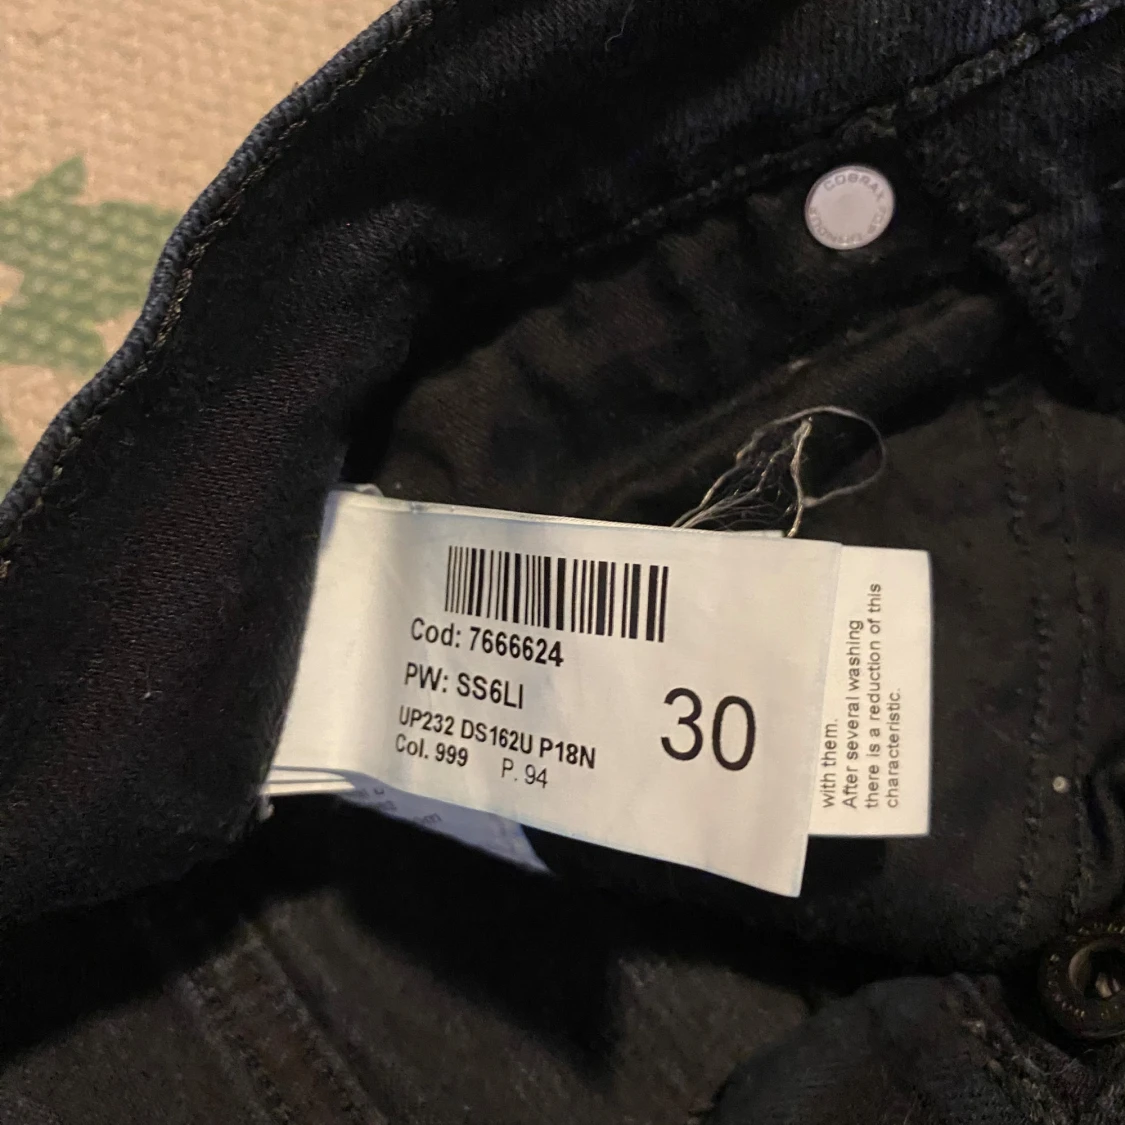 COBRAX
Cod: 7666624
PW: SS6LI
UP232 DS162U P18N
Col. 999 P. 94
30
with them.
After several washing
there is a reduction of this
characteristic.